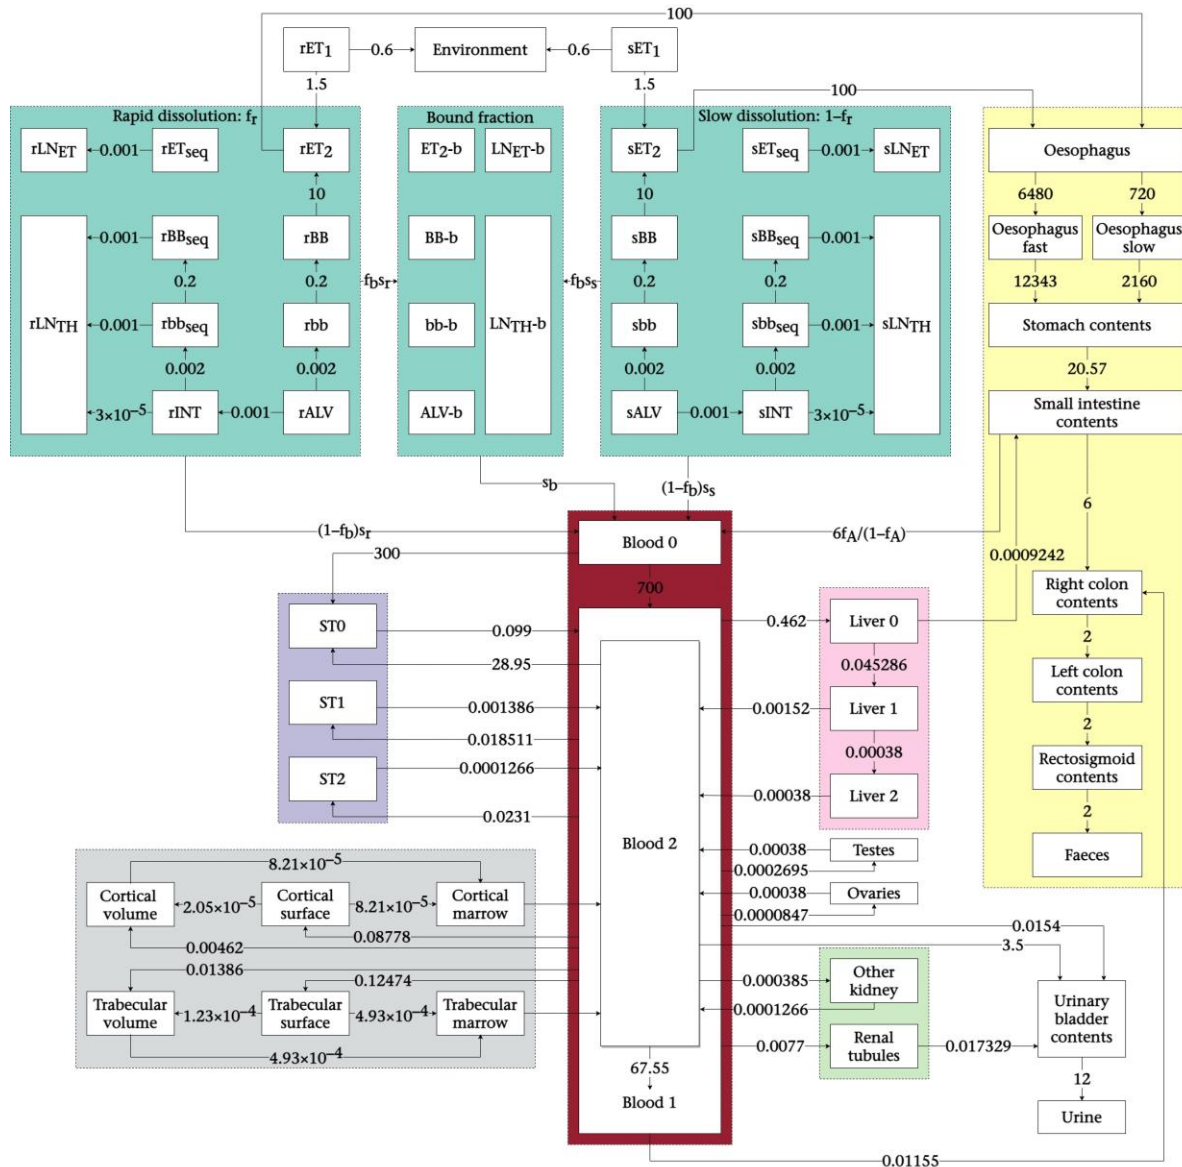 100
rET1
0.6
Environment
0.6
sET1
1.5
1.5
100
Rapid dissolution: fr
Bound fraction
Slow dissolution: 1–fr
rLNET
0.001
rETseq
rET2
ET2-b
LNET-b
sET2
sETseq
0.001
sLNET
Oesophagus
10
10
6480
720
rLNTH
0.001
rBBseq
rBB
BB-b
sBB
sBBseq
0.001
Oesophagus
fast
Oesophagus
slow
0.2
0.2
fbsr
fbss
0.2
0.2
12343
2160
0.001
rbbseq
rbb
bb-b
LNTH-b
sbb
sbbseq
0.001
sLNTH
Stomach contents
0.002
0.002
0.002
0.002
20.57
3×10−5
rINT
0.001
rALV
ALV-b
sALV
0.001
sINT
3×10−5
Small intestine
contents
sb
(1–fb)ss
6
(1–fb)sr
Blood 0
6fA/(1–fA)
0.0009242
300
700
Right colon
contents
ST0
0.099
0.462
Liver 0
2
28.95
0.045286
Left colon
contents
ST1
0.001386
0.00152
Liver 1
0.018511
0.00038
2
ST2
0.0001266
Rectosigmoid
contents
0.0231
0.00038
Liver 2
2
Blood 2
0.00038
Testes
Faeces
0.0002695
8.21×10−5
0.00038
Ovaries
Cortical
volume
2.05×10−5
Cortical
surface
8.21×10−5
Cortical
marrow
0.0000847
0.08778
0.0154
0.00462
3.5
0.01386
0.12474
0.000385
Other
kidney
Trabecular
volume
1.23×10−4
Trabecular
surface
4.93×10−4
Trabecular
marrow
0.0001266
Urinary
bladder
contents
4.93×10−4
0.0077
Renal
tubules
0.017329
67.55
12
Blood 1
Urine
0.01155